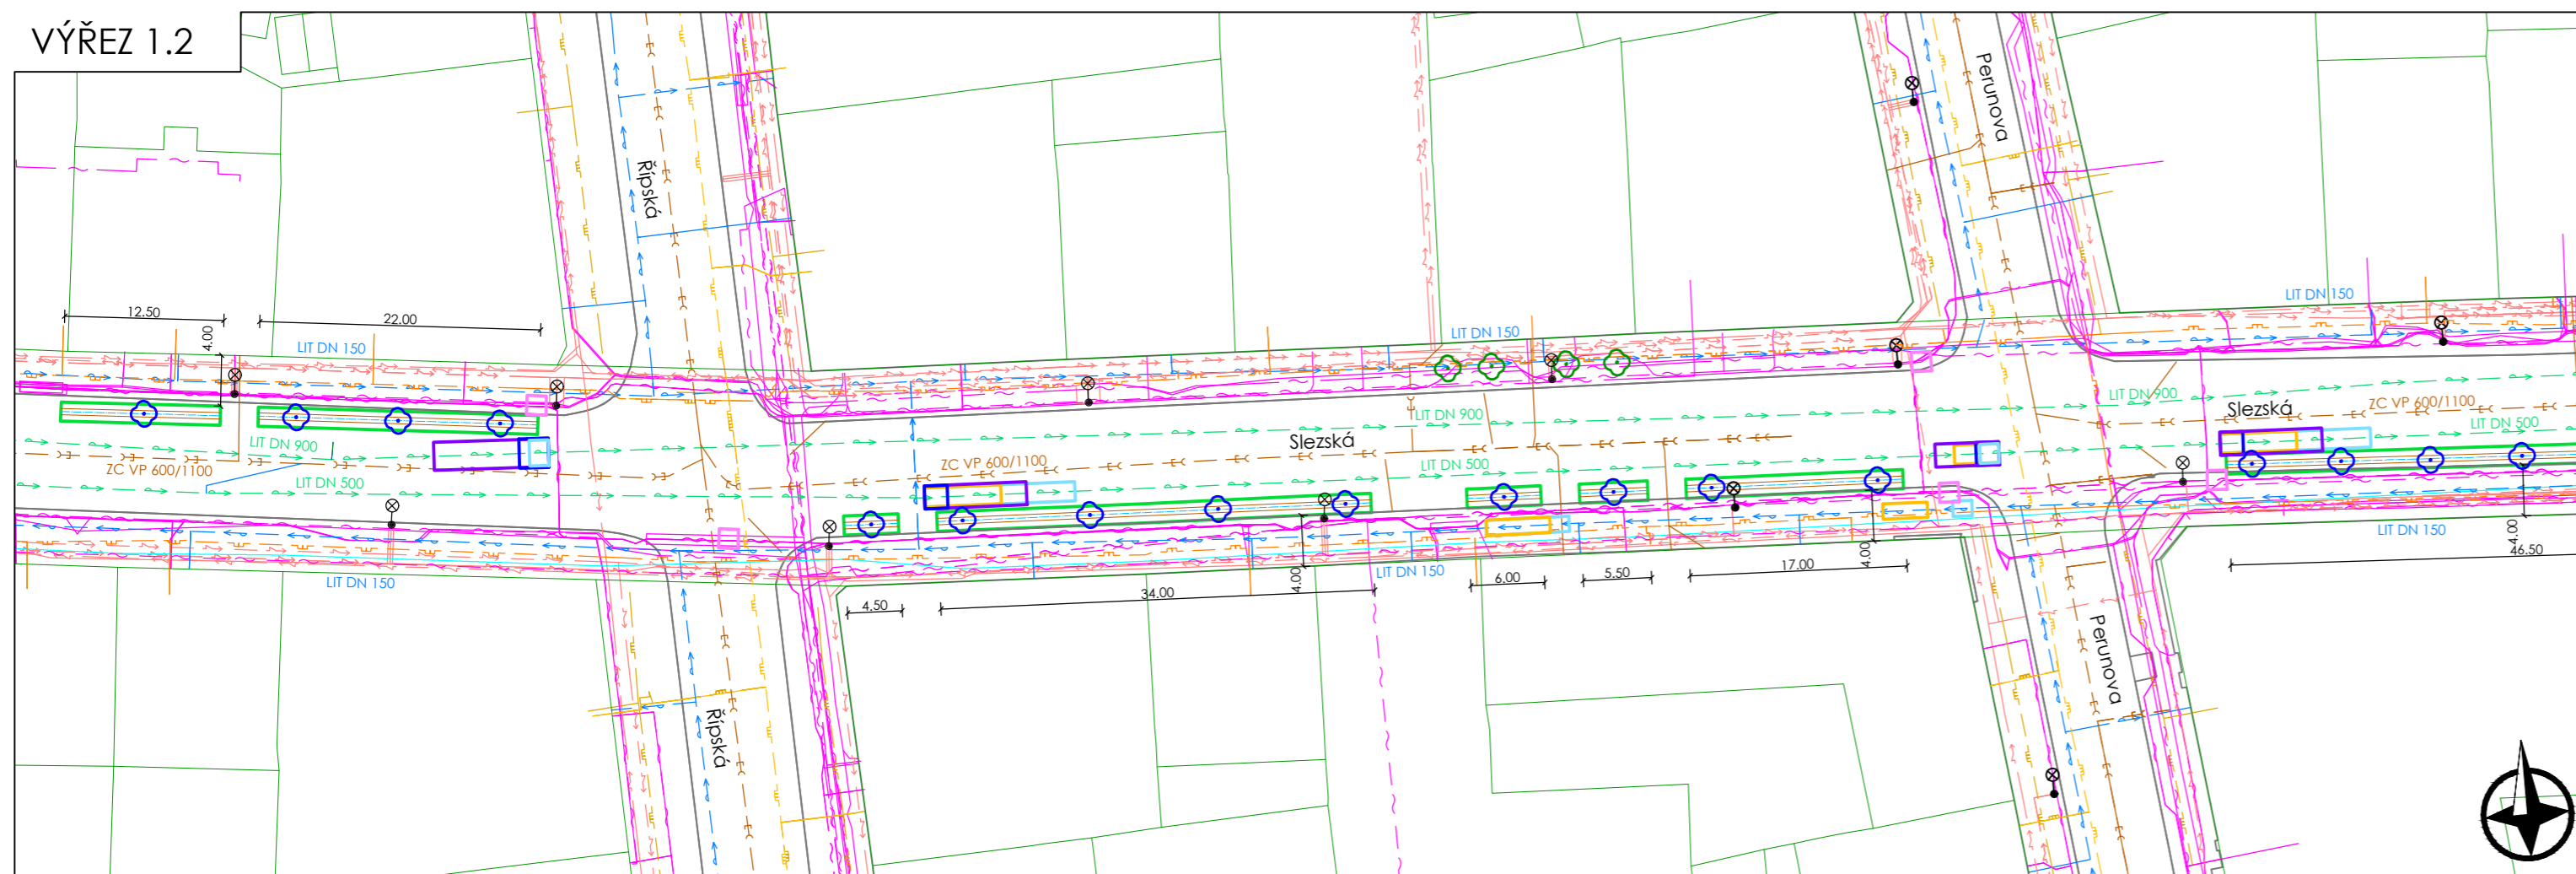 VÝŘEZ 1.2
Perunova
Řípská
LIT DN 150
12.50
22.00
4.00
LIT DN 150
LIT DN 150
LIT DN 900
LIT DN 900
Slezská
ZC VP 600/1100
Slezská
LIT DN 500
LIT DN 900
ZC VP 600/1100
LIT DN 500
ZC VP 600/1100
LIT DN 500
LIT DN 150
LIT DN 150
LIT DN 150
4.00
4.00
4.00
46.50
4.50
34.00
6.00
5.50
17.00
Perunova
Řípská